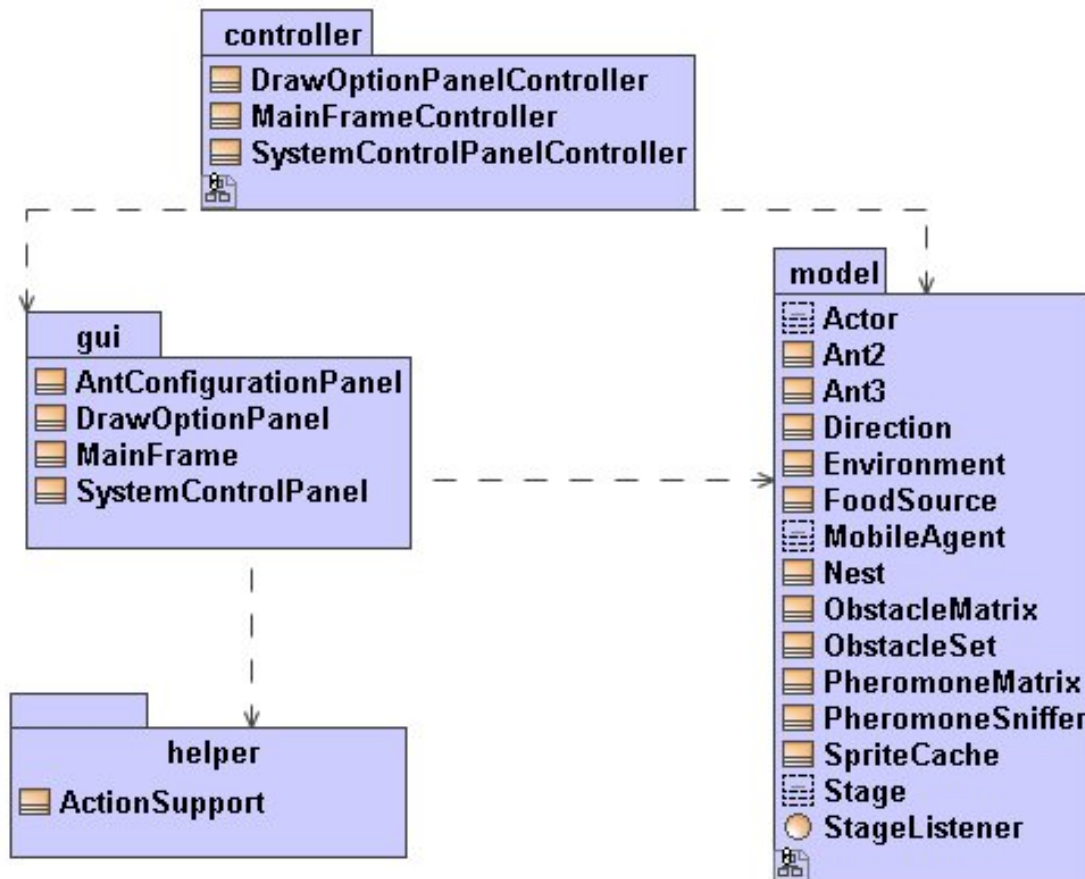 controller
DrawOptionPanelController
MainFrameController
SystemControlPanelController
gui
AntConfigurationPanel
DrawOptionPanel
MainFrame
SystemControlPanel
helper
ActionSupport
model
Actor
Ant2
Ant3
Direction
Environment
FoodSource
MobileAgent
Nest
ObstacleMatrix
ObstacleSet
PheromoneMatrix
PheromoneSniffer
SpriteCache
Stage
StageListener